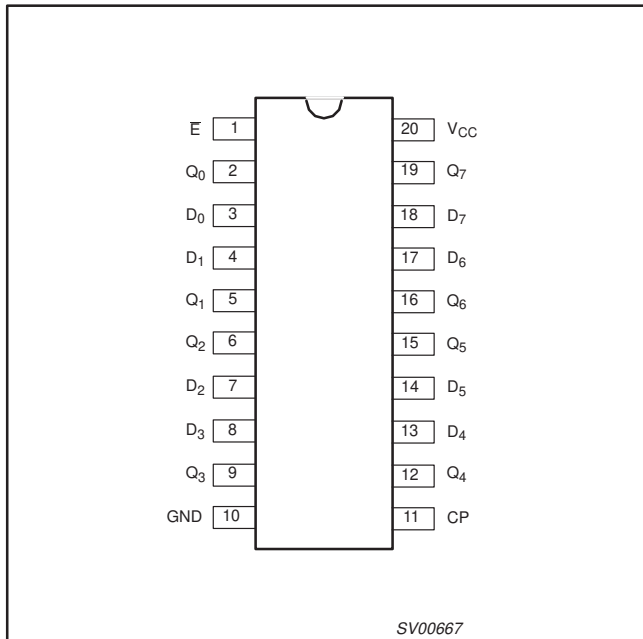 E̅ 1 20 VCC
Q0 2 19 Q7
D0 3 18 D7
D1 4 17 D6
Q1 5 16 Q6
Q2 6 15 Q5
D2 7 14 D5
D3 8 13 D4
Q3 9 12 Q4
GND 10 11 CP
SV00667